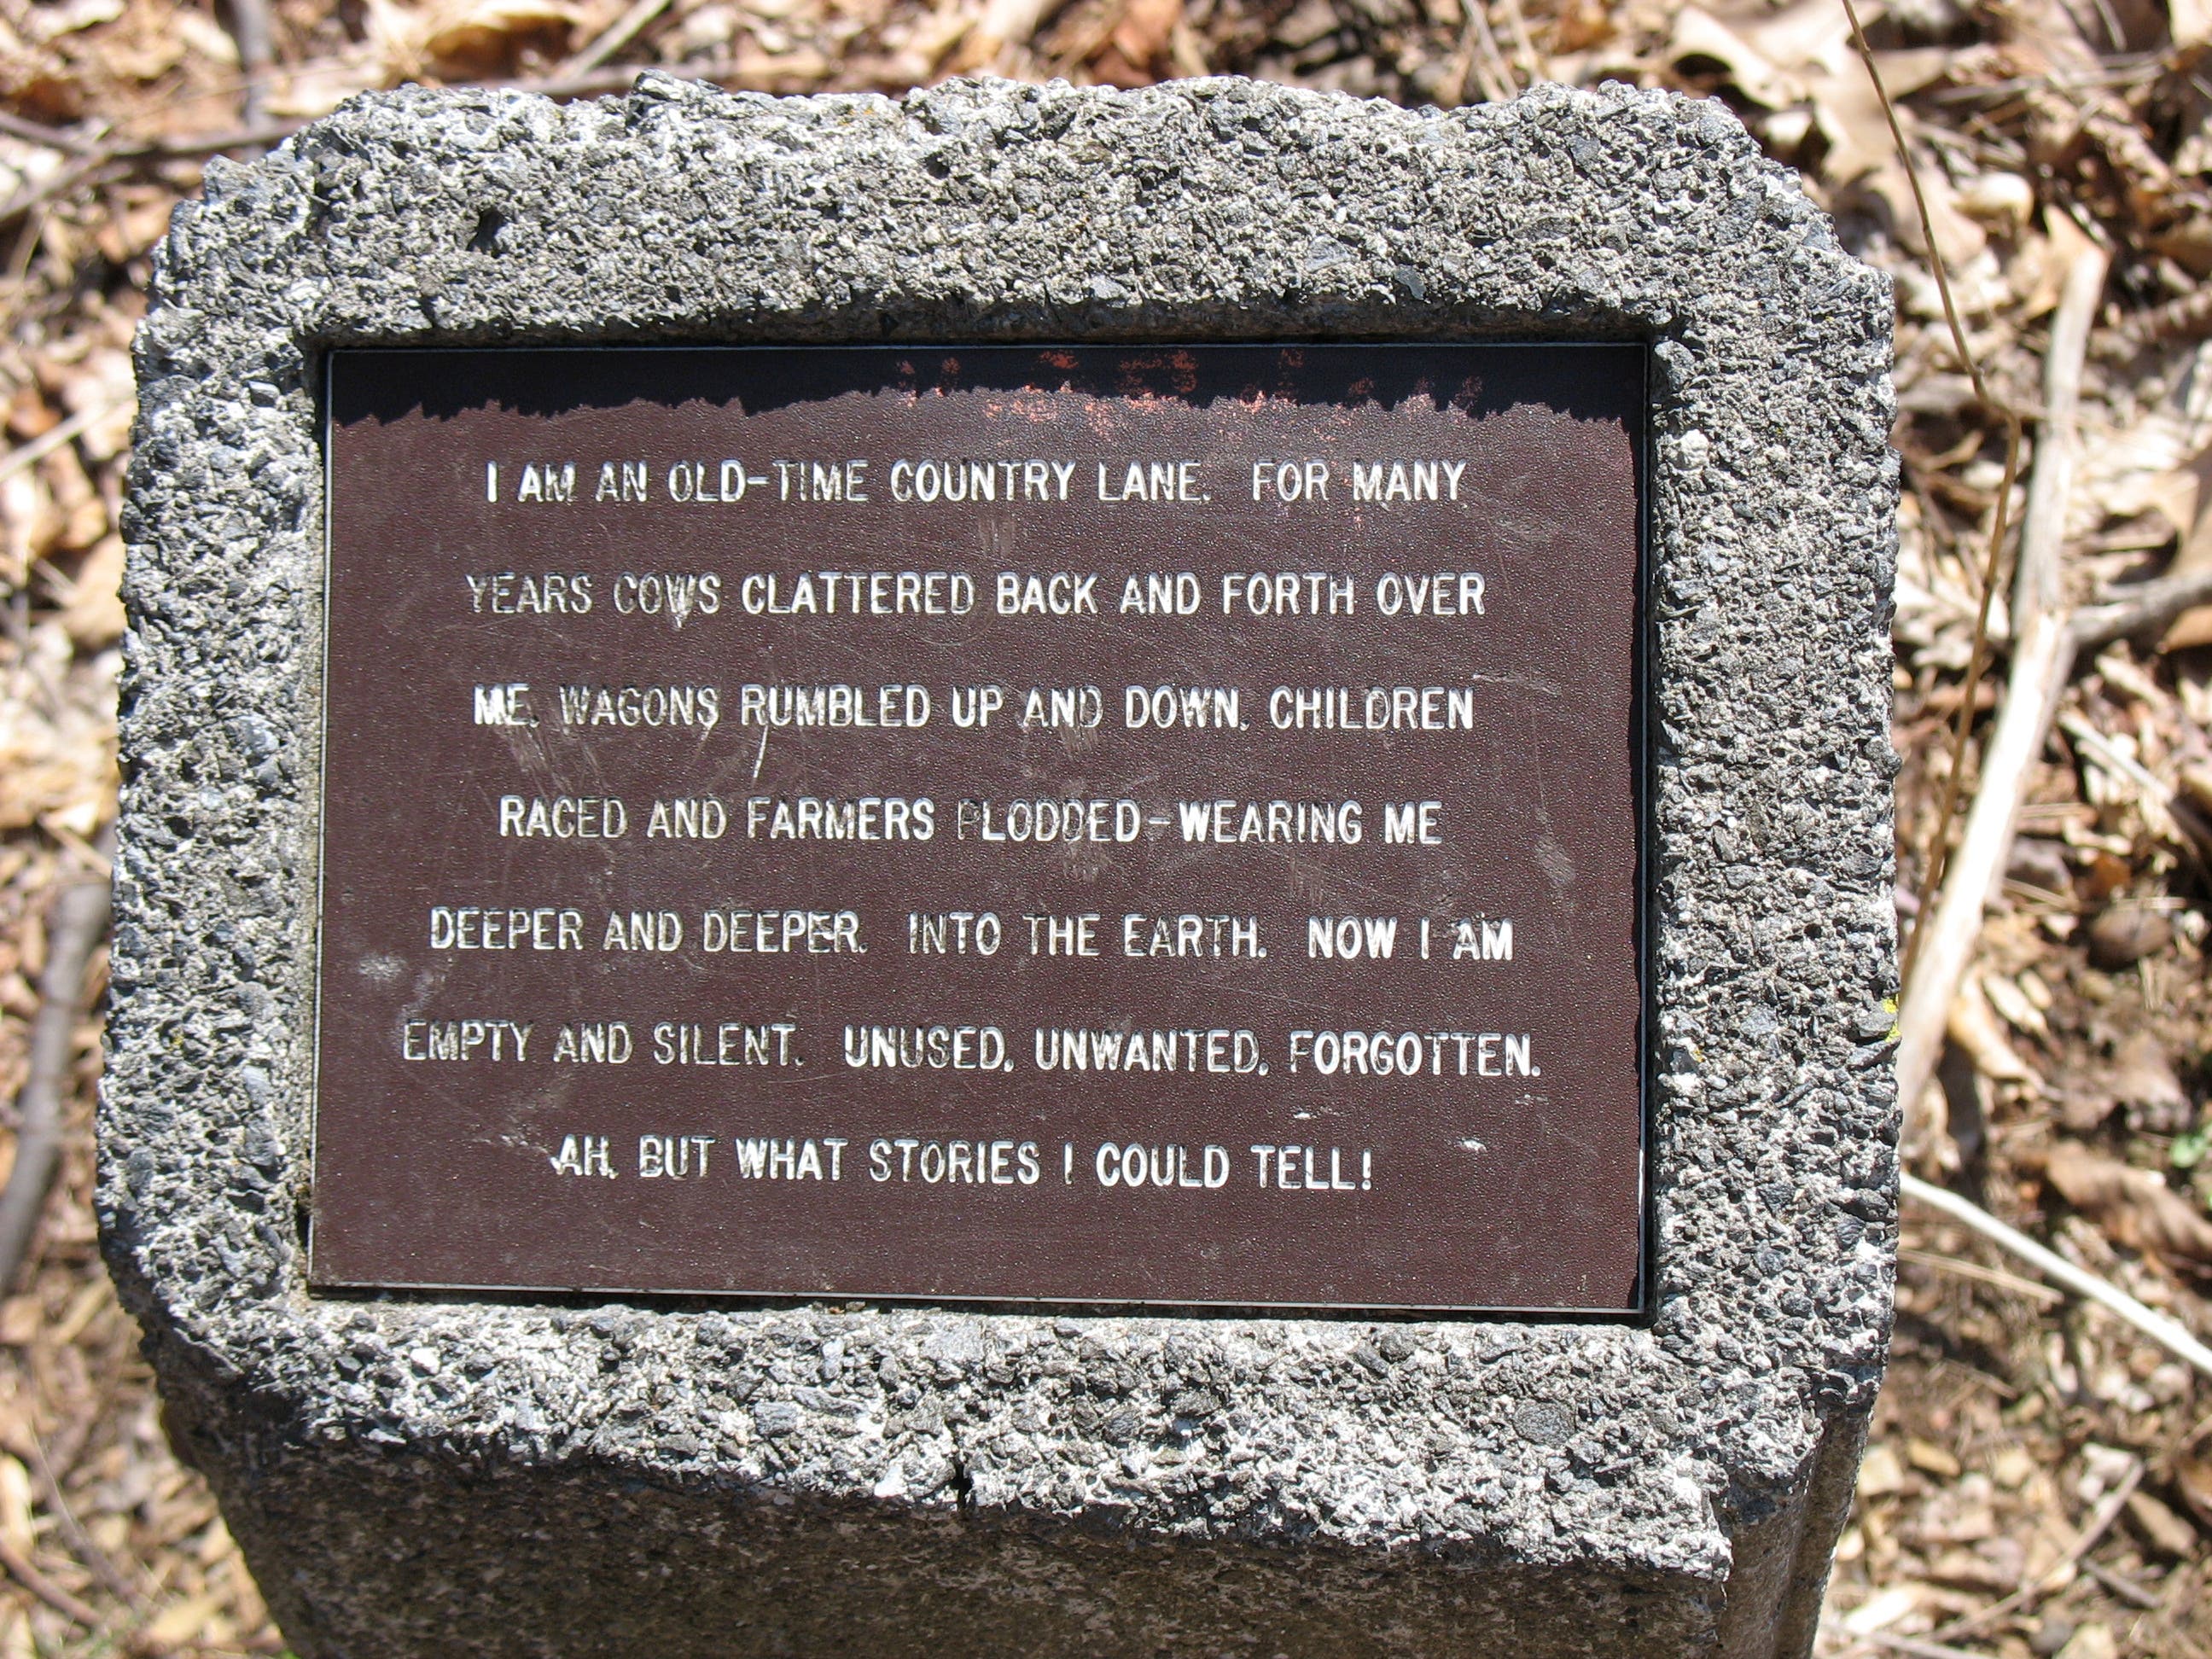 I AM AN OLD-TIME COUNTRY LANE. FOR MANY
YEARS COWS CLATTERED BACK AND FORTH OVER
ME, WAGONS RUMBLED UP AND DOWN, CHILDREN
RACED AND FARMERS PLODDED-WEARING ME
DEEPER AND DEEPER. INTO THE EARTH. NOW I AM
EMPTY AND SILENT. UNUSED, UNWANTED, FORGOTTEN.
AH, BUT WHAT STORIES I COULD TELL!